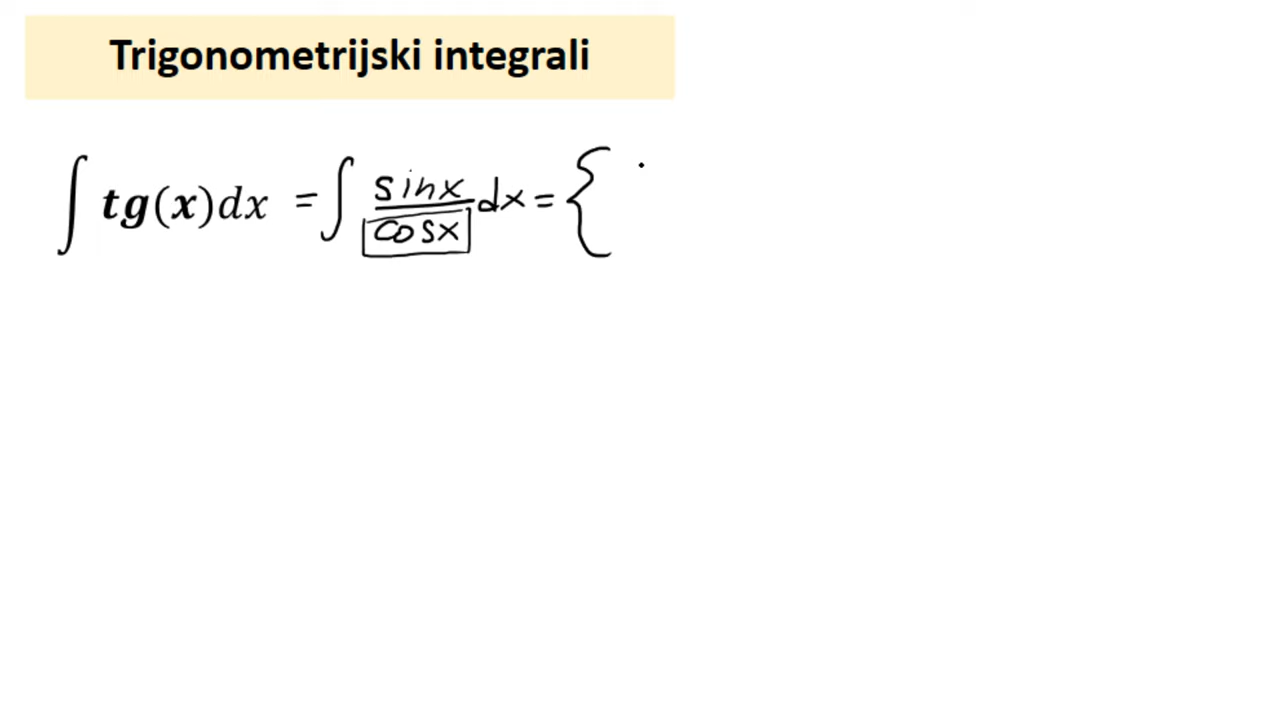 Trigonometrijski integrali
∫ tg(x)dx = ∫ sinx/cosx dx = {